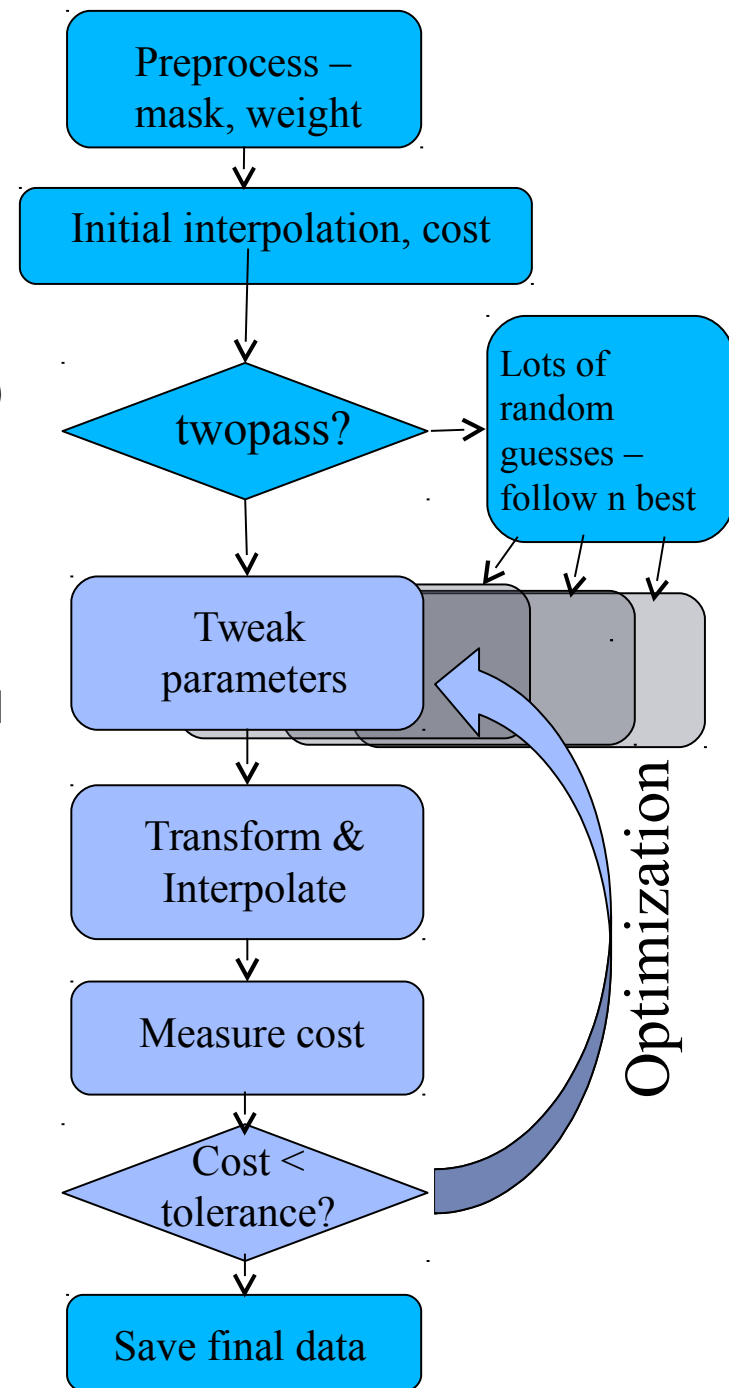 Preprocess –
mask, weight
Initial interpolation, cost
twopass?
Lots of
random
guesses –
follow n best
Tweak
parameters
Transform &
Interpolate
Measure cost
Cost <
tolerance?
Optimization
Save final data